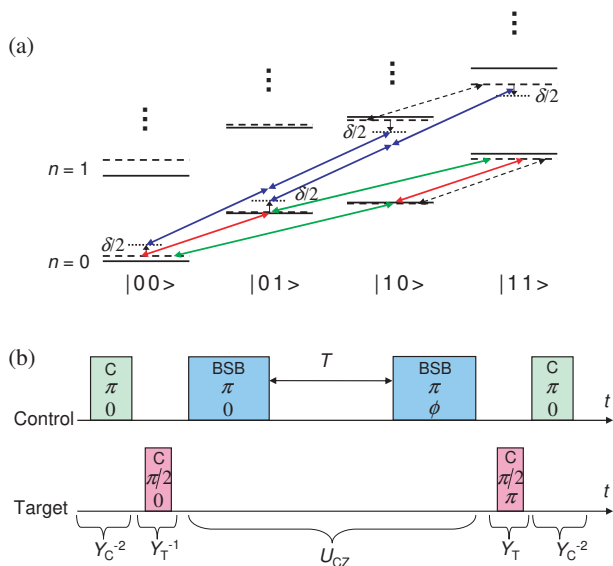 (a)
δ/2
n = 1
δ/2
δ/2
δ/2
n = 0
|00>
|01>
|10>
|11>
(b)
C
π
0
BSB
π
0
T
BSB
π
ϕ
C
π
0
t
Control
C
π/2
0
C
π/2
π
t
Target
Y_C^-2
Y_T^-1
U_CZ
Y_T
Y_C^-2